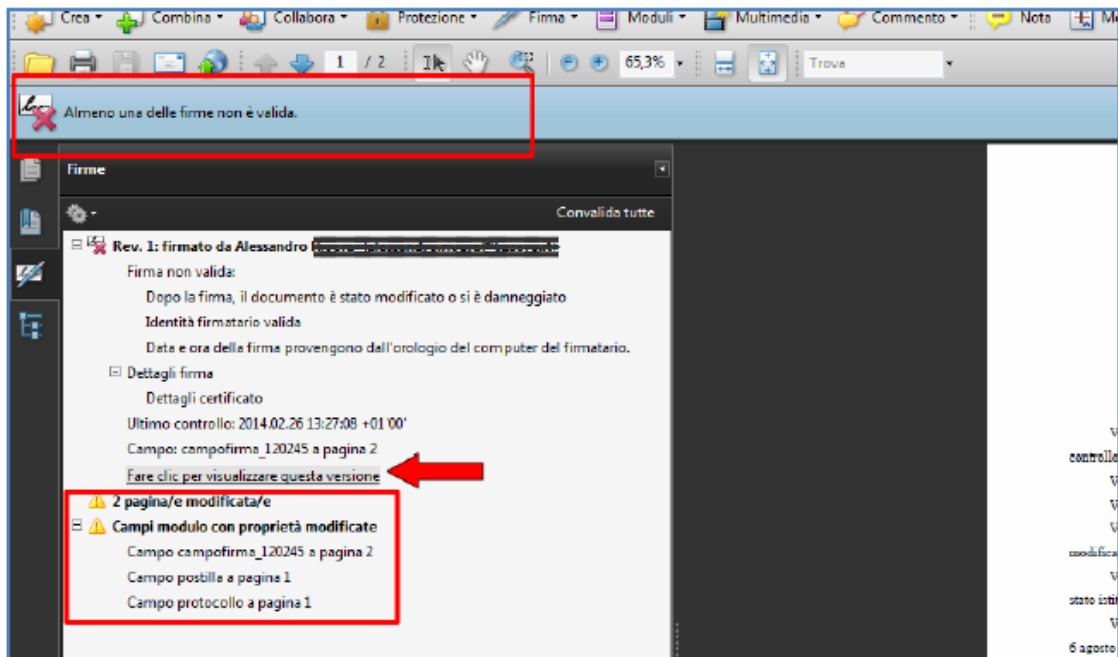 Crea Combina Collabora Protezione Firma Moduli Multimedia Commento Nota
1 / 2 65,3% Trova
Almeno una delle firme non è valida.
Firme
Convalida tutte
Rev. 1: firmato da Alessandro
Firma non valida:
Dopo la firma, il documento è stato modificato o si è danneggiato
Identità firmatario valida
Data e ora della firma provengono dall'orologio del computer del firmatario.
Dettagli firma
Dettagli certificato
Ultimo controllo: 2014.02.26 13:27:08 +01'00'
Campo: campofirma_120245 a pagina 2
Fare clic per visualizzare questa versione
2 pagina/e modificata/e
Campi modulo con proprietà modificate
Campo campofirma_120245 a pagina 2
Campo postilla a pagina 1
Campo protocollo a pagina 1
V
controllo
V
V
V
modifica
V
stato isti
V
6 agosto